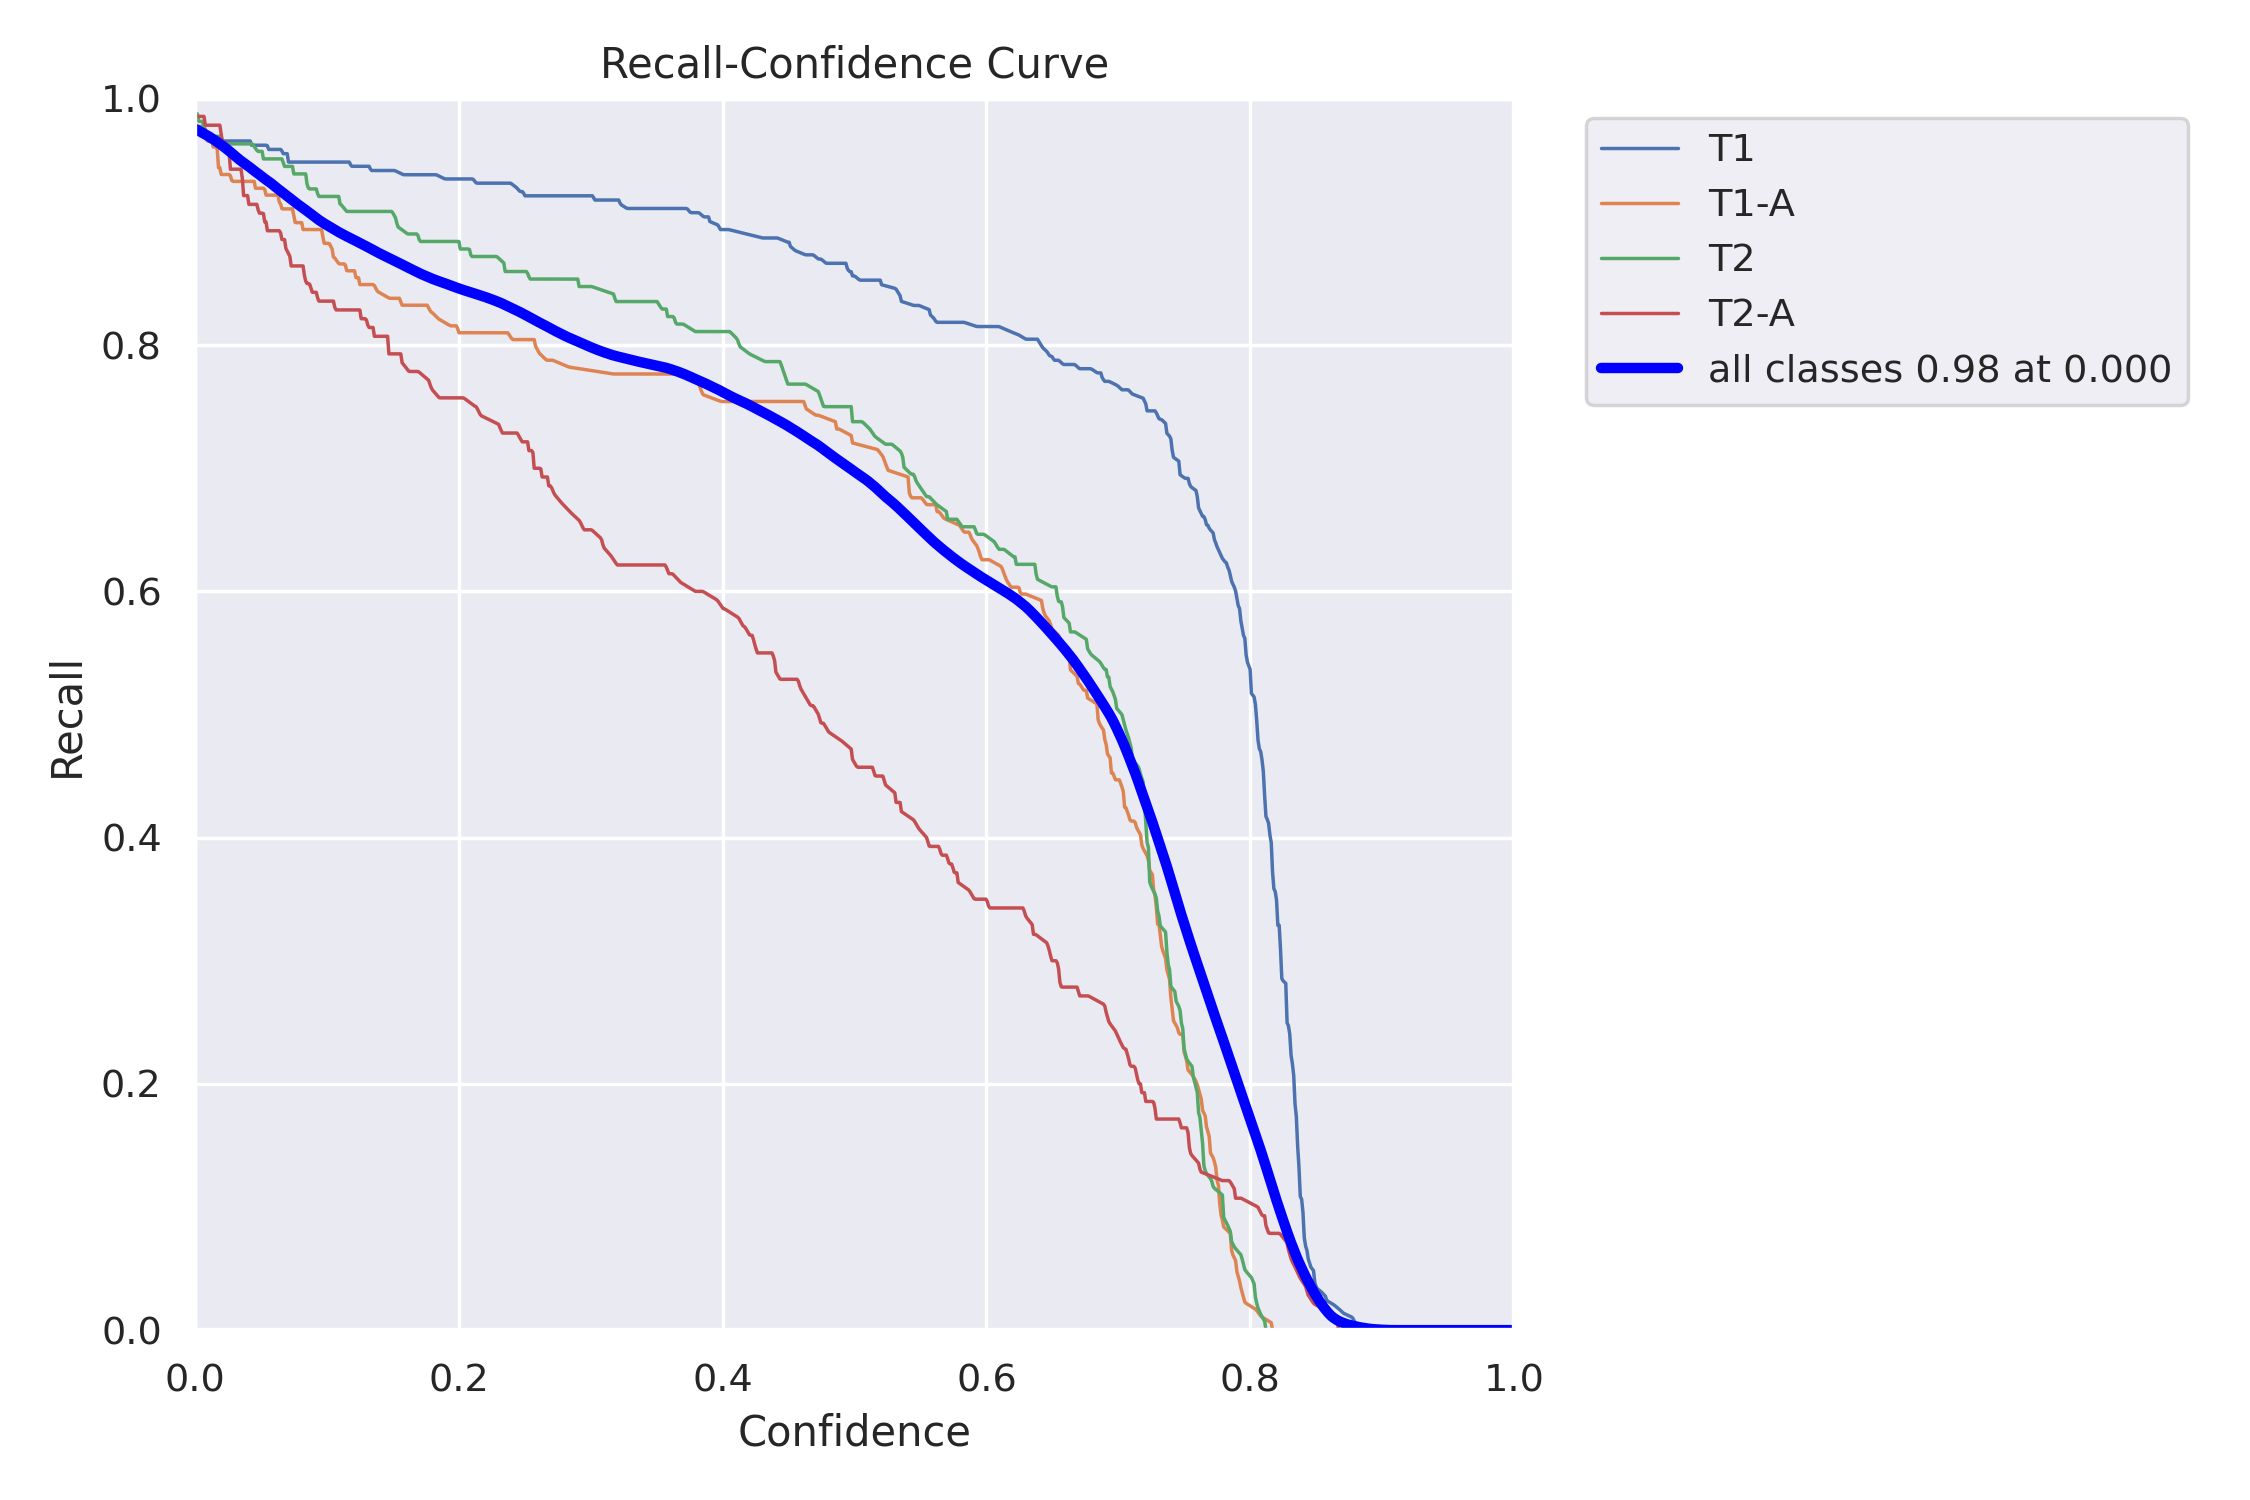 Recall-Confidence Curve
1.0
0.8
0.6
0.4
0.2
0.0
Recall
0.0 0.2 0.4 0.6 0.8 1.0
Confidence
T1
T1-A
T2
T2-A
all classes 0.98 at 0.000